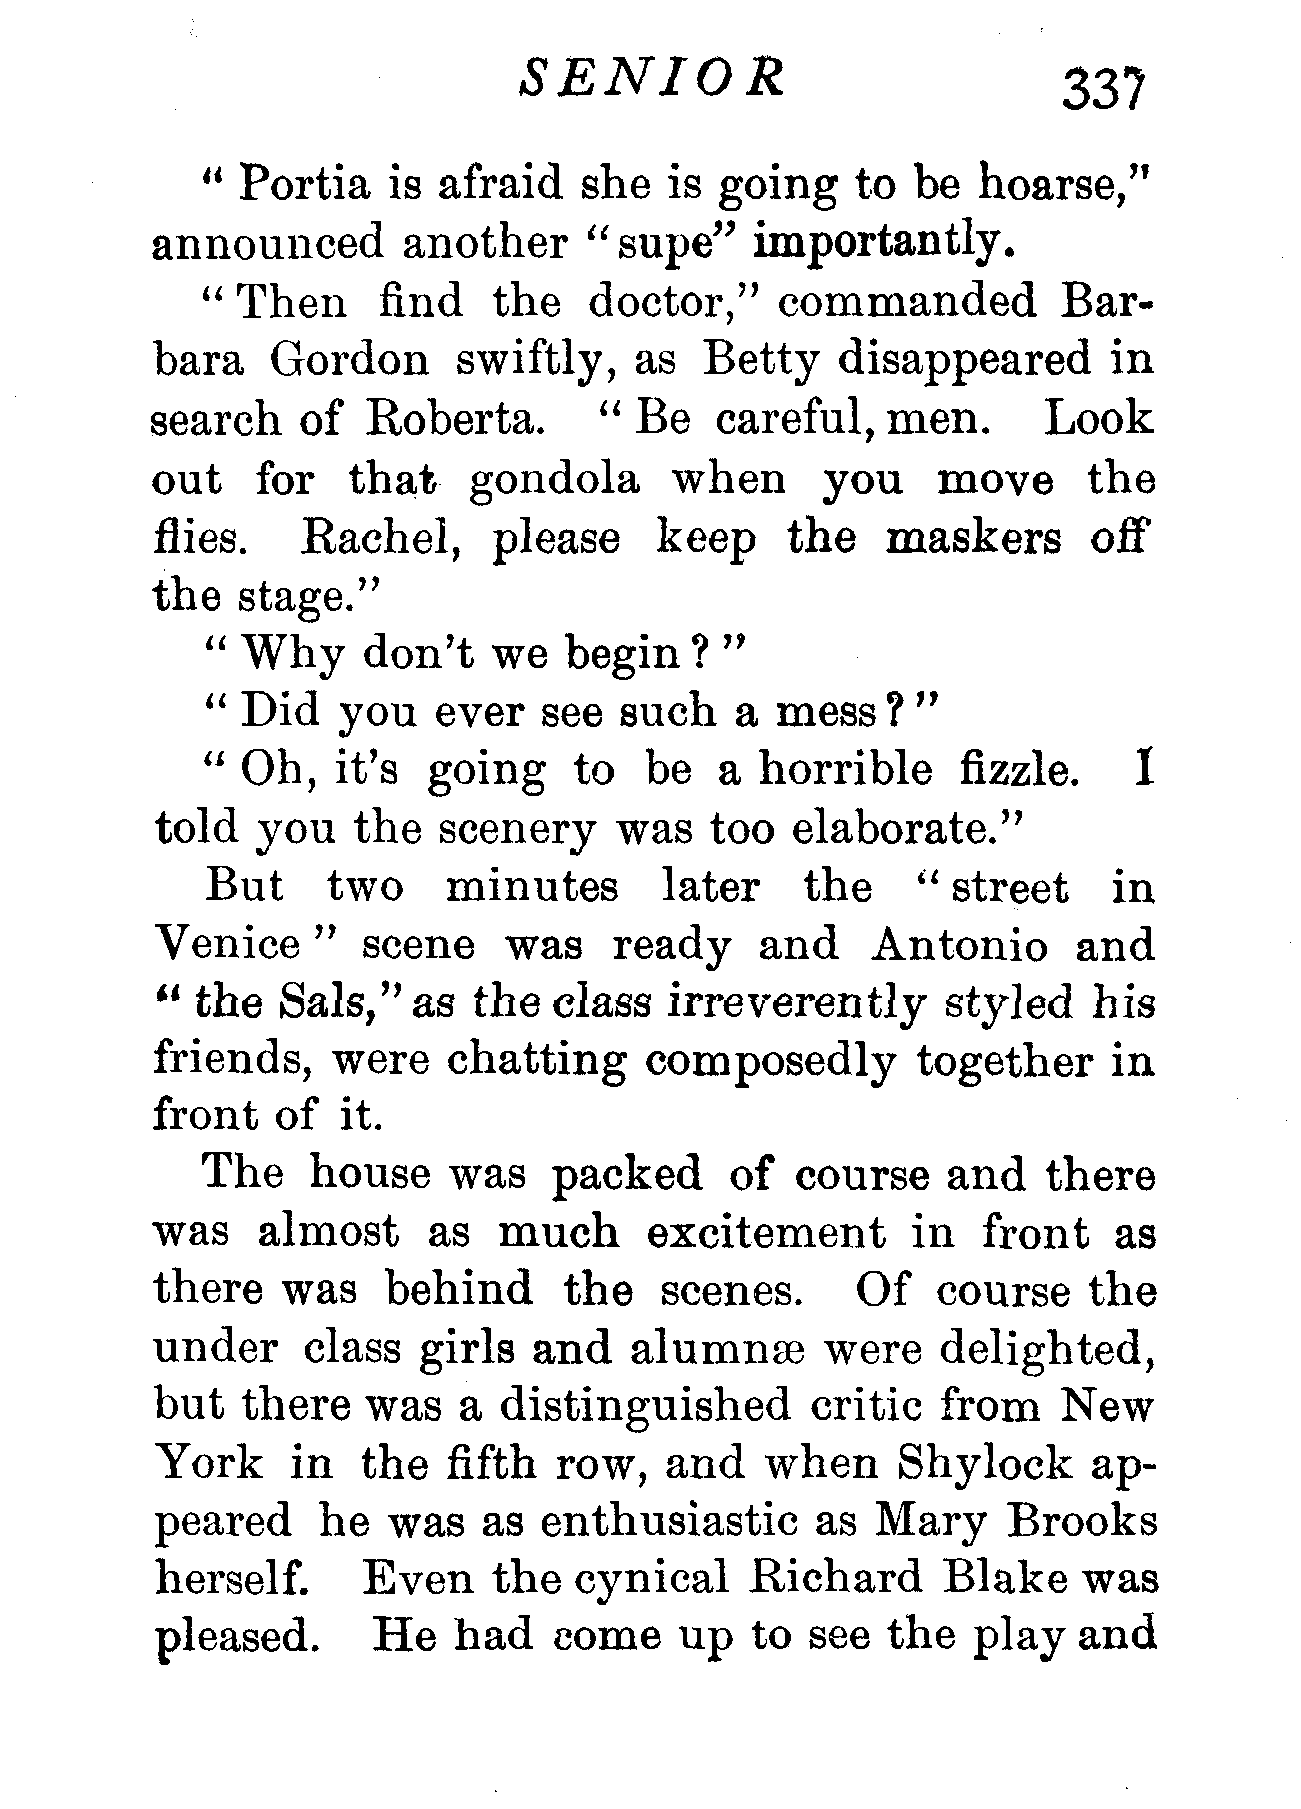 SENIOR 337
" Portia is afraid she is going to be hoarse,"
announced another "supe" importantly.
" Then find the doctor," commanded Bar-
bara Gordon swiftly, as Betty disappeared in
search of Roberta. " Be careful, men. Look
out for that gondola when you move the
flies. Rachel, please keep the maskers off
the stage."
" Why don't we begin ? "
" Did you ever see such a mess ? "
" Oh, it's going to be a horrible fizzle. I
told you the scenery was too elaborate."
But two minutes later the " street in
Venice " scene was ready and Antonio and
" the Sals," as the class irreverently styled his
friends, were chatting composedly together in
front of it.
The house was packed of course and there
was almost as much excitement in front as
there was behind the scenes. Of course the
under class girls and alumnæ were delighted,
but there was a distinguished critic from New
York in the fifth row, and when Shylock ap-
peared he was as enthusiastic as Mary Brooks
herself. Even the cynical Richard Blake was
pleased. He had come up to see the play and